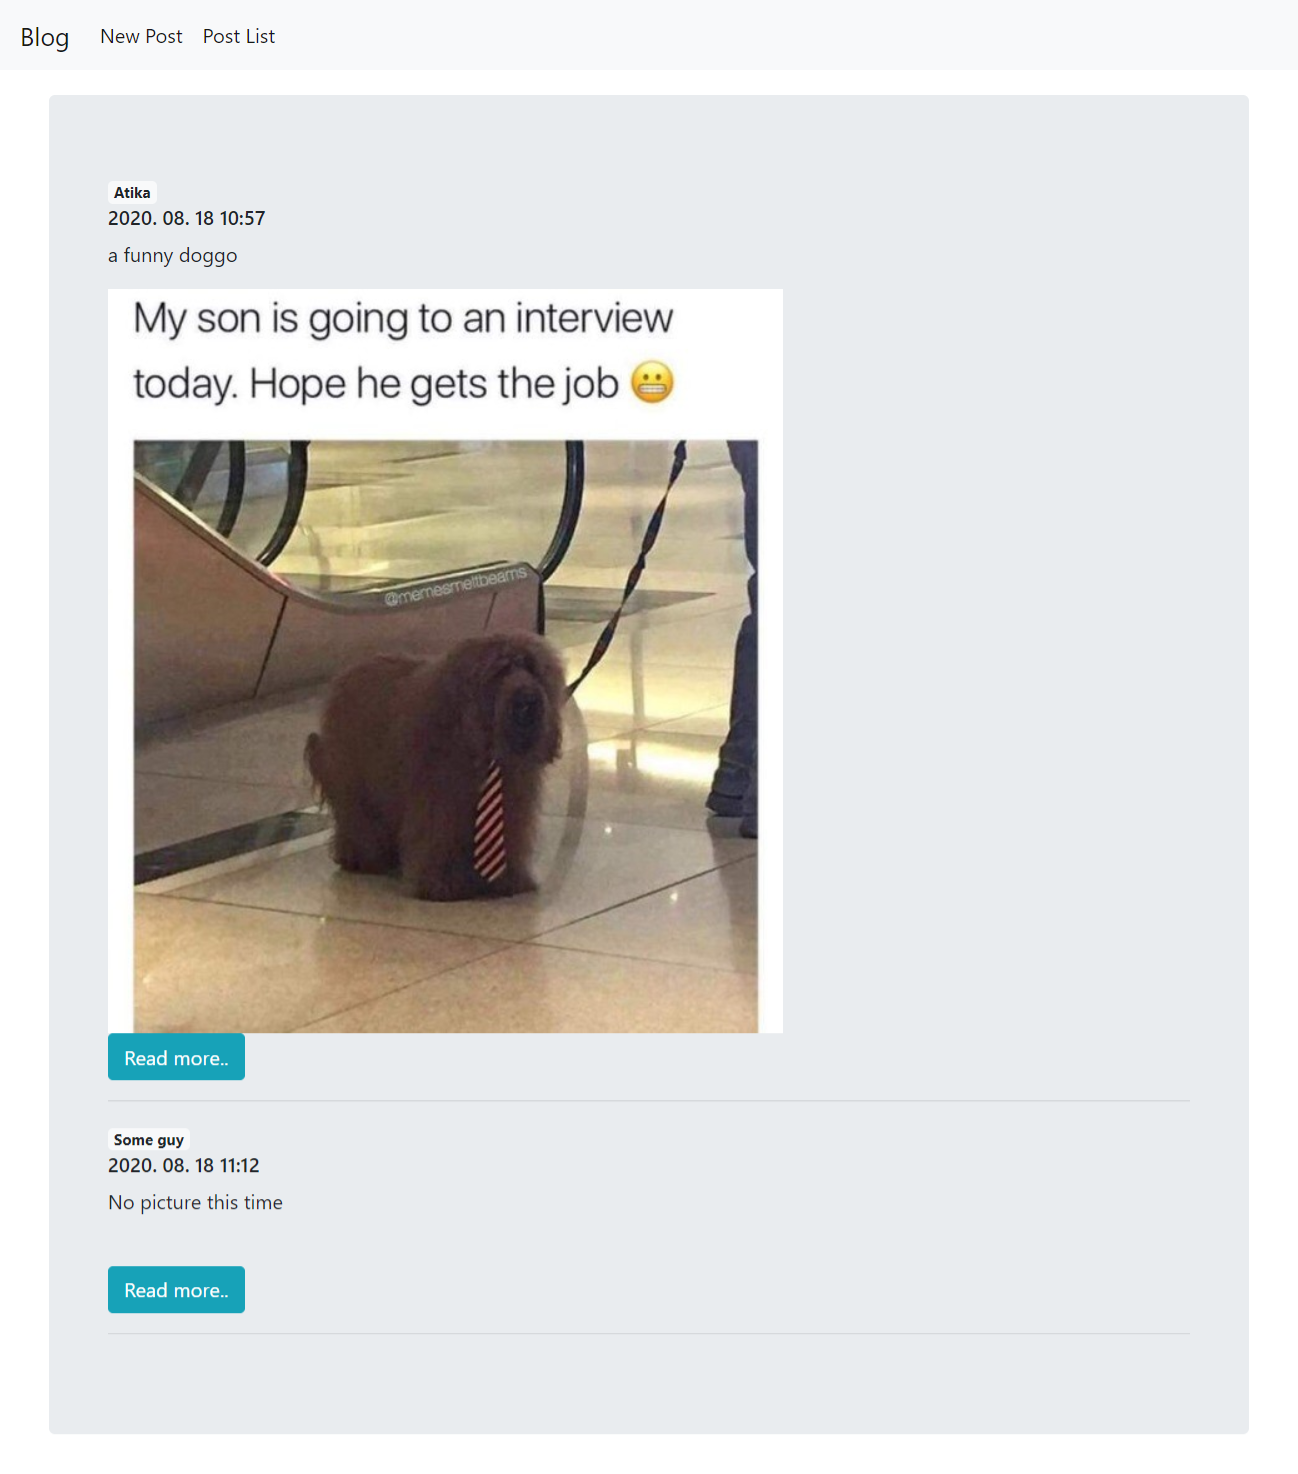 Blog New Post Post List
Atika
2020. 08. 18 10:57
a funny doggo
My son is going to an interview
today. Hope he gets the job 😬
@memesmeltbeams
Read more..
Some guy
2020. 08. 18 11:12
No picture this time
Read more..